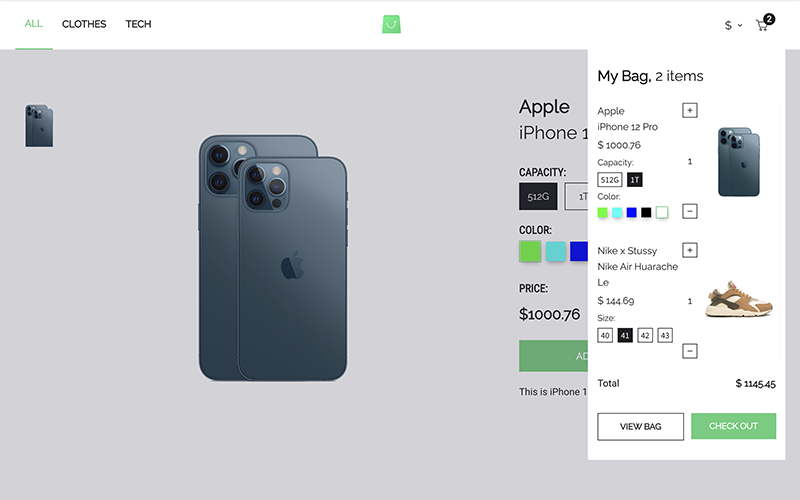 ALL CLOTHES TECH $ 2
My Bag, 2 items
Apple +
iPhone 12 Pro
$ 1000.76
Capacity: 1
512G 1T
Color:
−
Nike x Stussy +
Nike Air Huarache
Le
$ 144.69 1
Size:
40 41 42 43
−
Total $ 1145.45
VIEW BAG CHECK OUT
Apple
iPhone 1
CAPACITY:
512G 1T
COLOR:
PRICE:
$1000.76
AD
This is iPhone 1